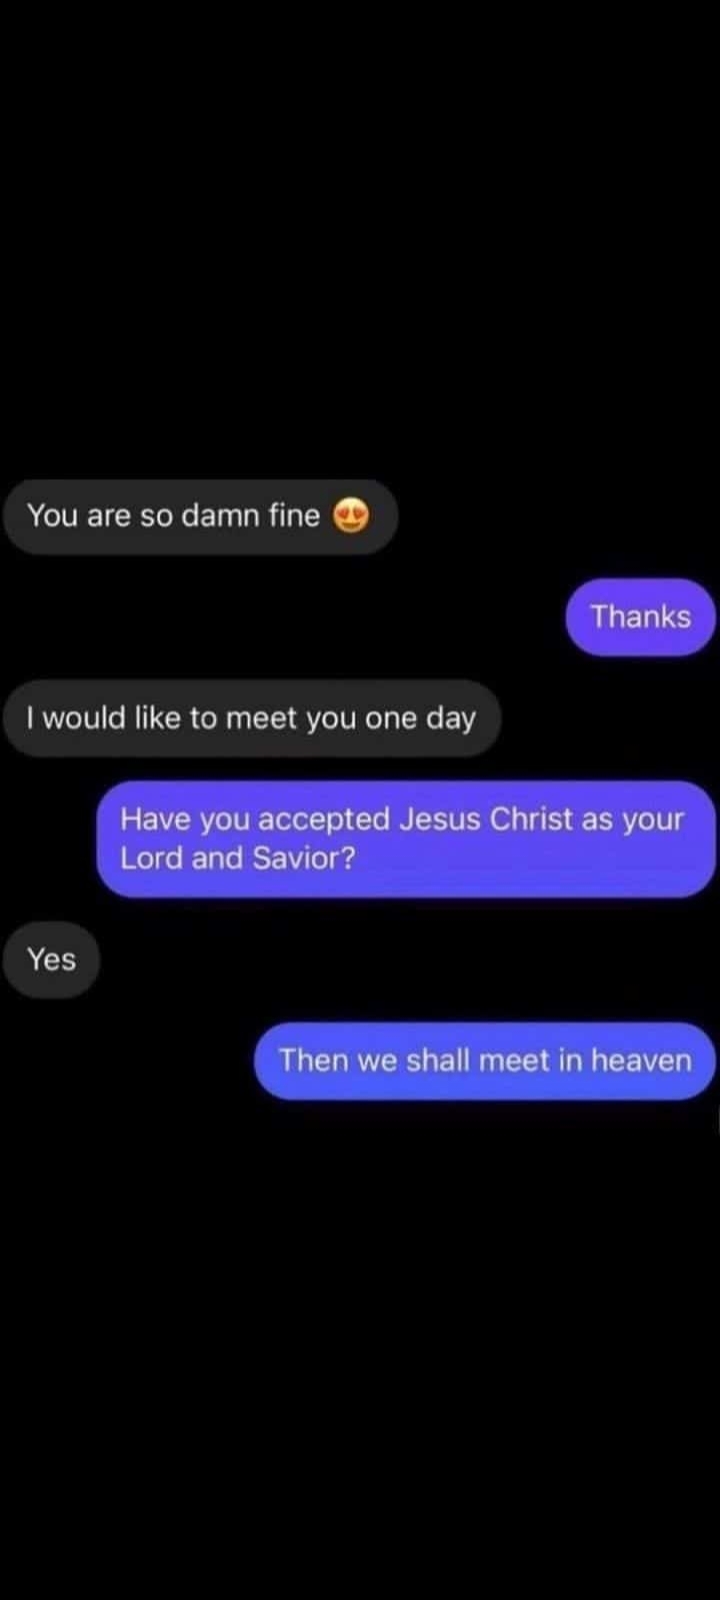 You are so damn fine 😍
Thanks
I would like to meet you one day
Have you accepted Jesus Christ as your
Lord and Savior?
Yes
Then we shall meet in heaven